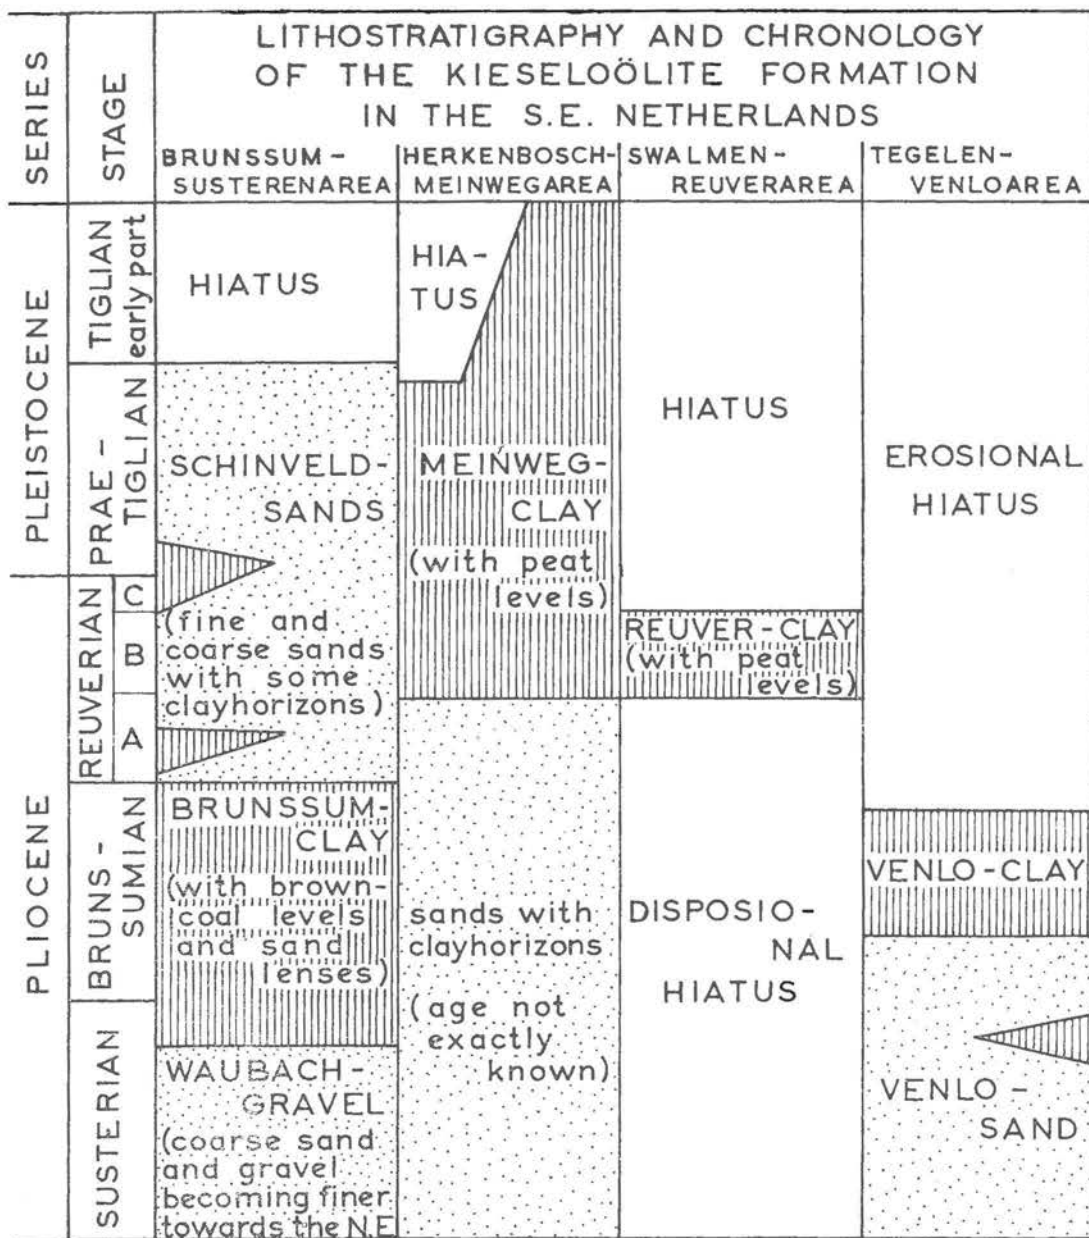 LITHOSTRATIGRAPHY AND CHRONOLOGY
OF THE KIESELOÖLITE FORMATION
IN THE S.E. NETHERLANDS
SERIES
STAGE
BRUNSSUM-
SUSTERENAREA
HERKENBOSCH-
MEINWEGAREA
SWALMEN-
REUVERAREA
TEGELEN-
VENLOAREA
PLEISTOCENE
PLIOCENE
TIGLIAN
early part
PRAE-
TIGLIAN
REUVERIAN
C
B
A
BRUNS-
SUMIAN
SUSTERIAN
HIATUS
SCHINVELD-
SANDS
(fine and
coarse sands
with some
clayhorizons)
BRUNSSUM-
CLAY
(with brown-
coal levels
and sand
lenses)
WAUBACH-
GRAVEL
(coarse sand
and gravel
becoming finer
towards the N.E
HIA-
TUS
MEINWEG-
CLAY
(with peat
levels)
sands with
clayhorizons
(age not
exactly
known)
HIATUS
REUVER-CLAY
(with peat
levels)
DISPOSIO-
NAL
HIATUS
EROSIONAL
HIATUS
VENLO-CLAY
VENLO-
SAND